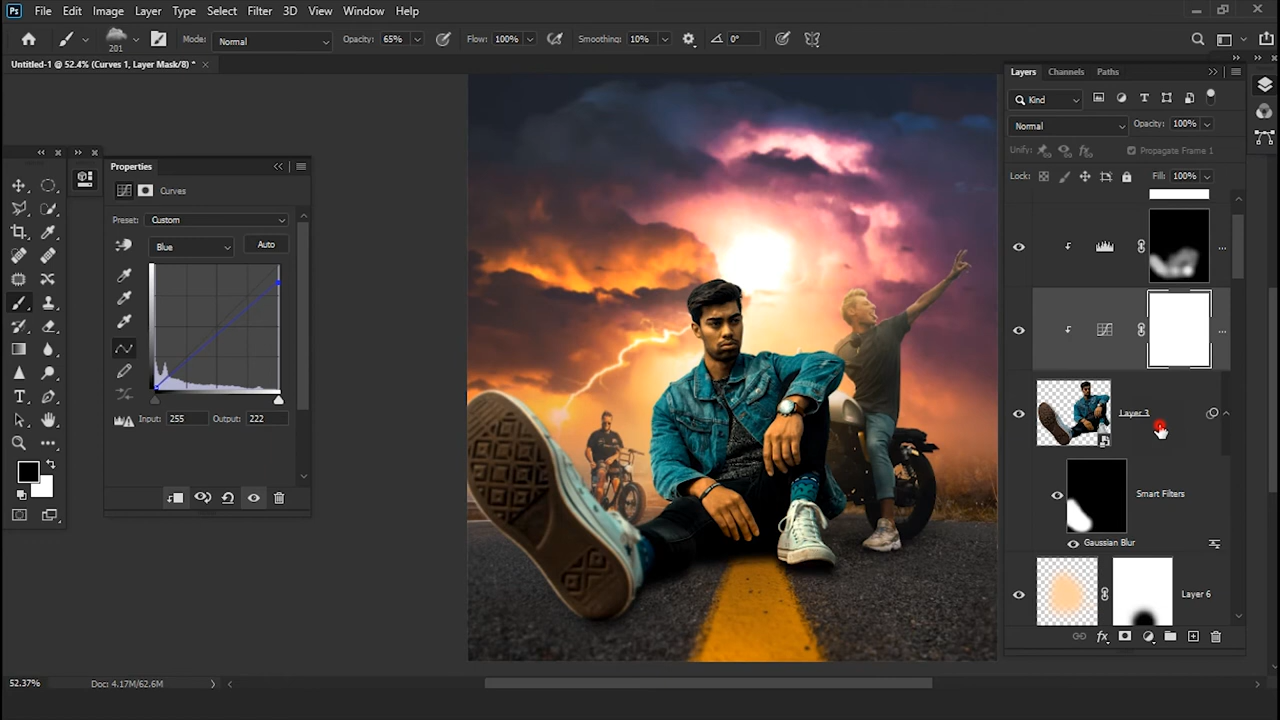 Ps File Edit Image Layer Type Select Filter 3D View Window Help
201 Mode: Normal Opacity: 65% Flow: 100% Smoothing: 10% 0°
Untitled-1 @ 52.4% (Curves 1, Layer Mask/8) *
Properties
Curves
Preset: Custom
Blue Auto
Input: 255 Output: 222
Layers Channels Paths
Kind
Normal Opacity: 100%
Unify: Propagate Frame 1
Lock: Fill: 100%
Layer 3
Smart Filters
Gaussian Blur
Layer 6
fx
52.37% Doc: 4.17M/62.6M